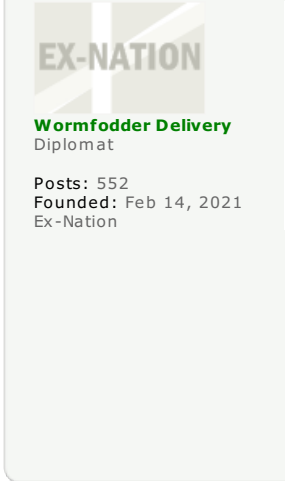 EX-NATION
Wormfodder Delivery
Diplomat
Posts: 552
Founded: Feb 14, 2021
Ex-Nation